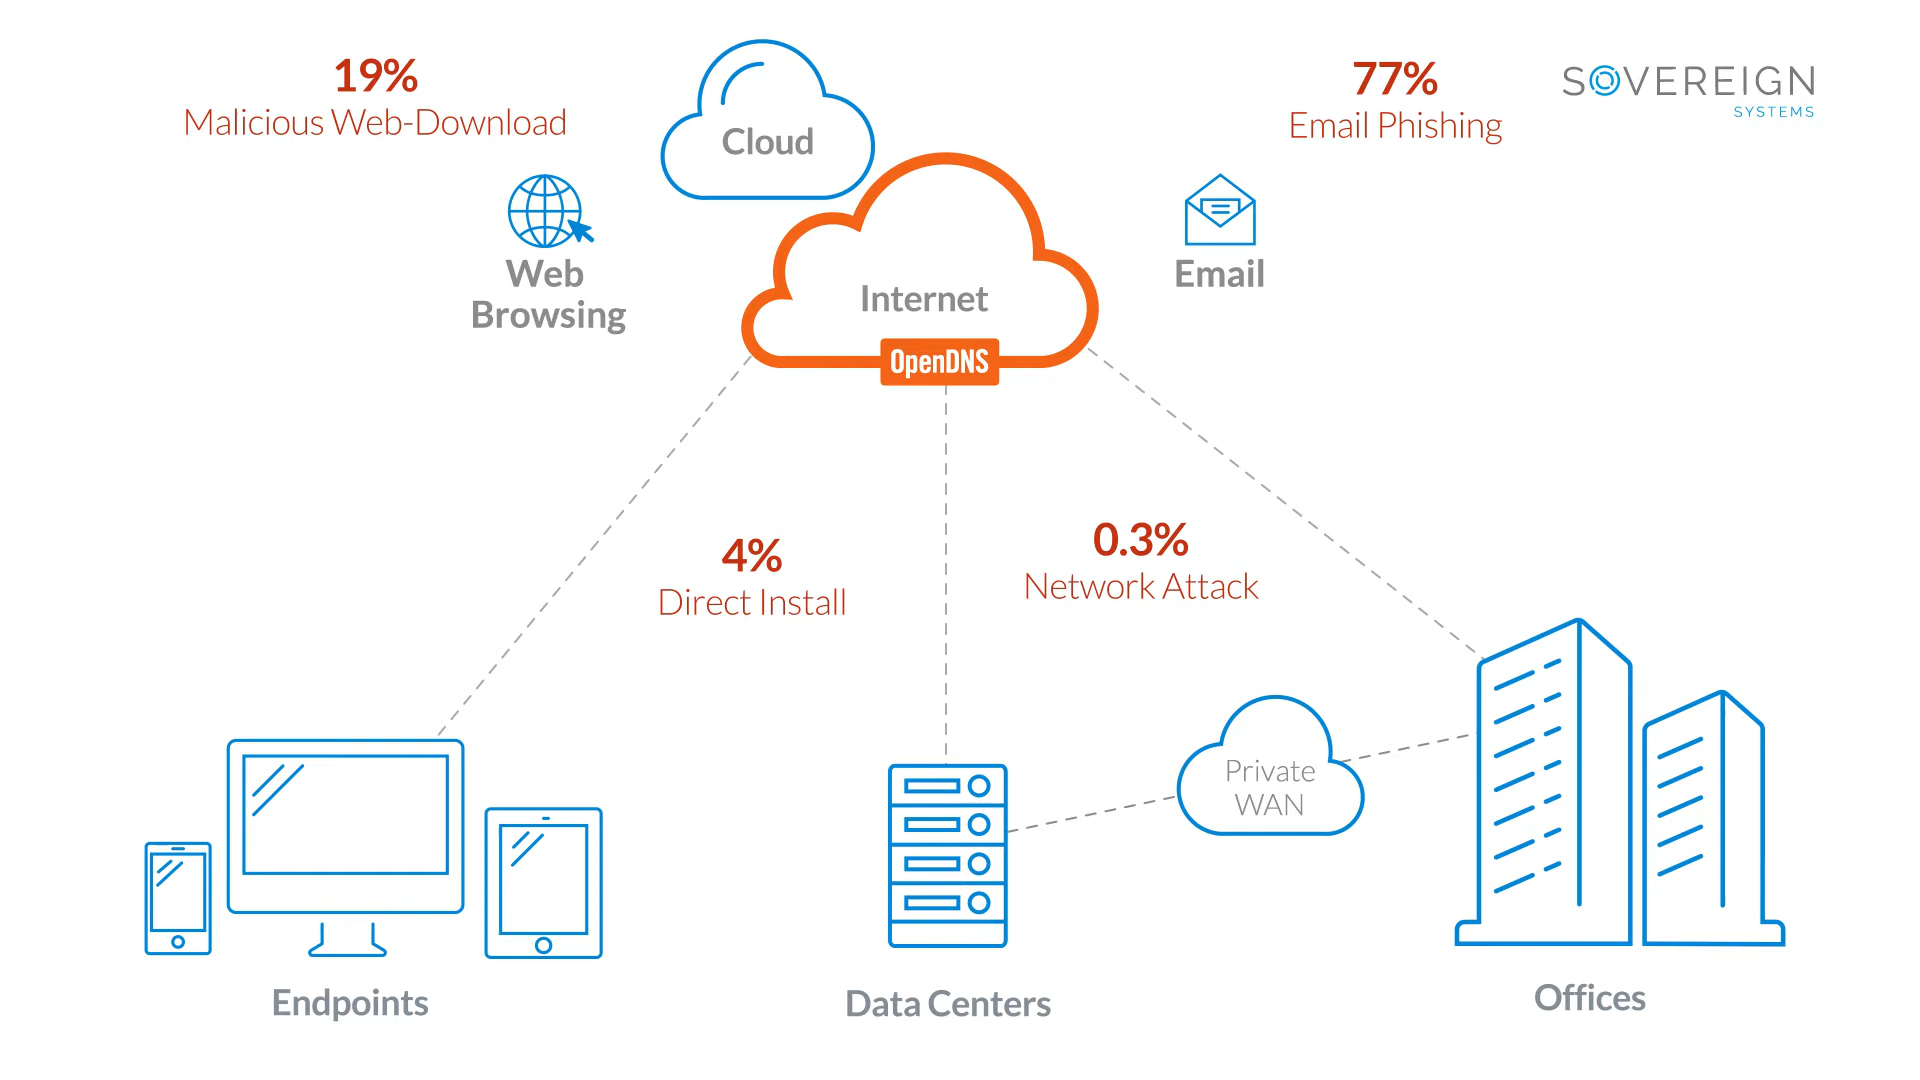 19%
Malicious Web-Download
77%
Email Phishing
SOVEREIGN
SYSTEMS
Cloud
Web
Browsing
Internet
OpenDNS
Email
4%
Direct Install
0.3%
Network Attack
Private
WAN
Endpoints
Data Centers
Offices